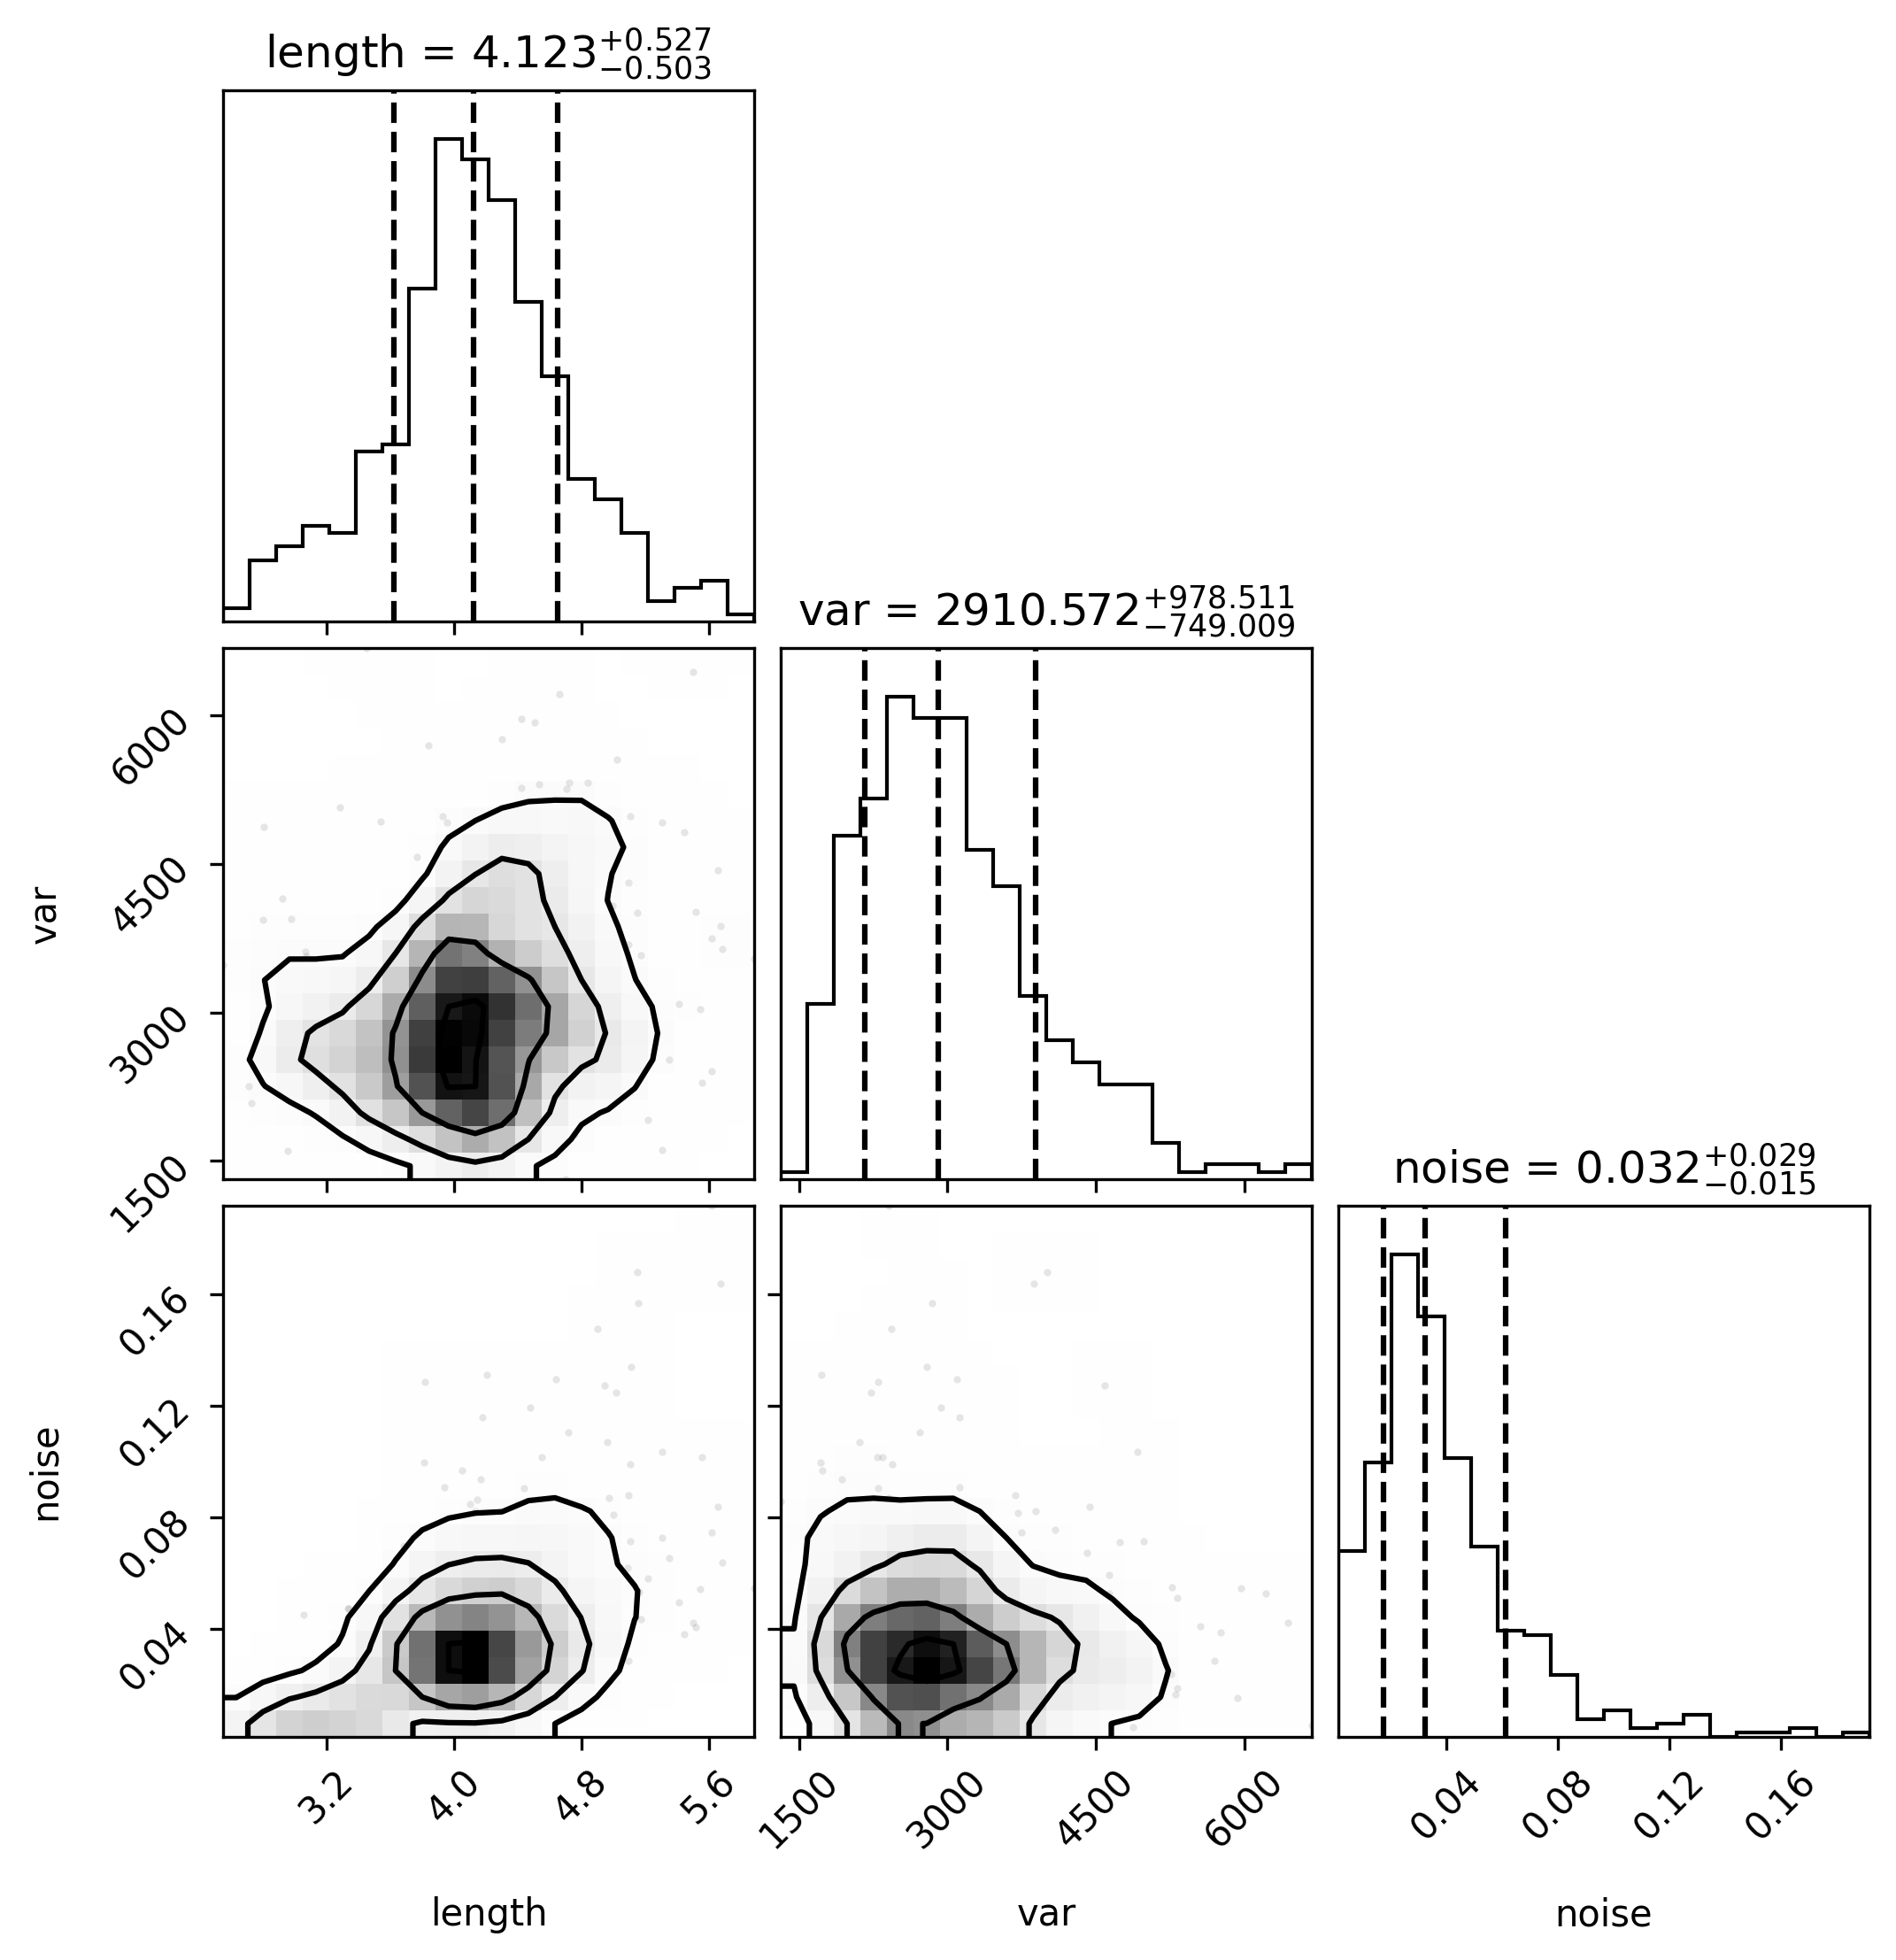 length = 4.123 +0.527 −0.503
var = 2910.572 +978.511 −749.009
6000
4500
3000
1500
var
noise = 0.032 +0.029 −0.015
0.16
0.12
0.08
0.04
noise
3.2 4.0 4.8 5.6 1500 3000 4500 6000 0.04 0.08 0.12 0.16
length var noise